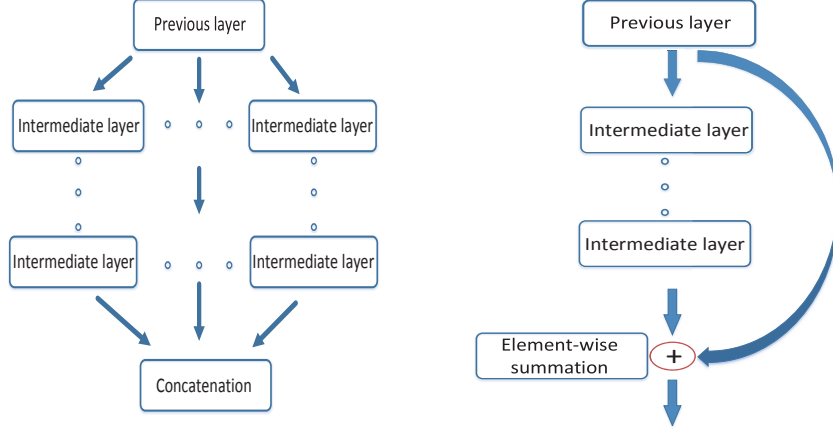 Previous layer
Intermediate layer
Intermediate layer
Intermediate layer
Intermediate layer
Concatenation
Previous layer
Intermediate layer
Intermediate layer
Element-wise
summation
+